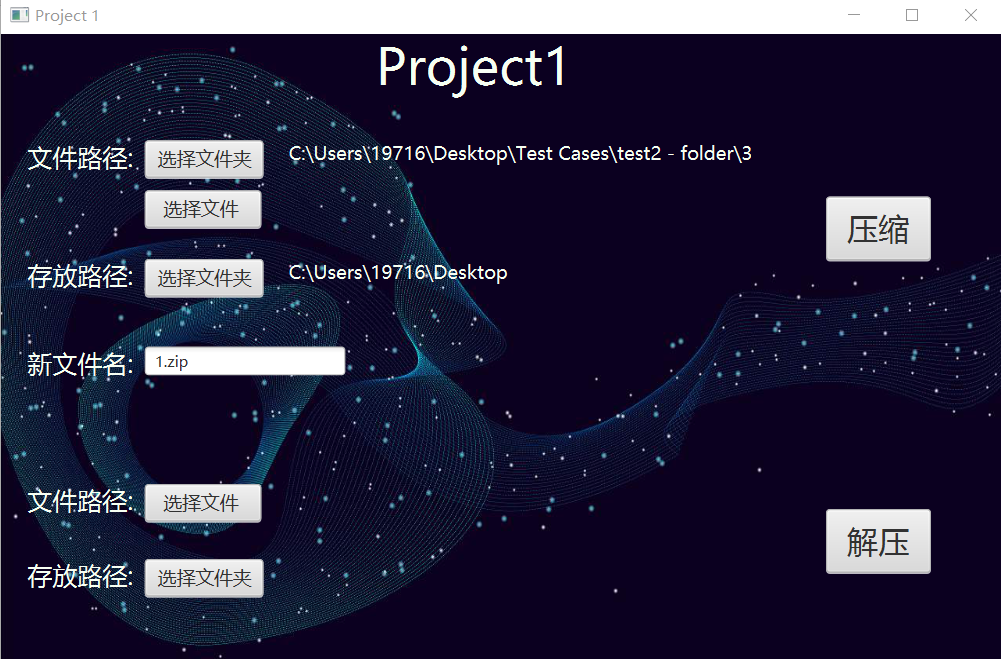 Project 1
Project1
文件路径: 选择文件夹 C:\Users\19716\Desktop\Test Cases\test2 - folder\3
选择文件
压缩
存放路径: 选择文件夹 C:\Users\19716\Desktop
新文件名: 1.zip
文件路径: 选择文件
解压
存放路径: 选择文件夹